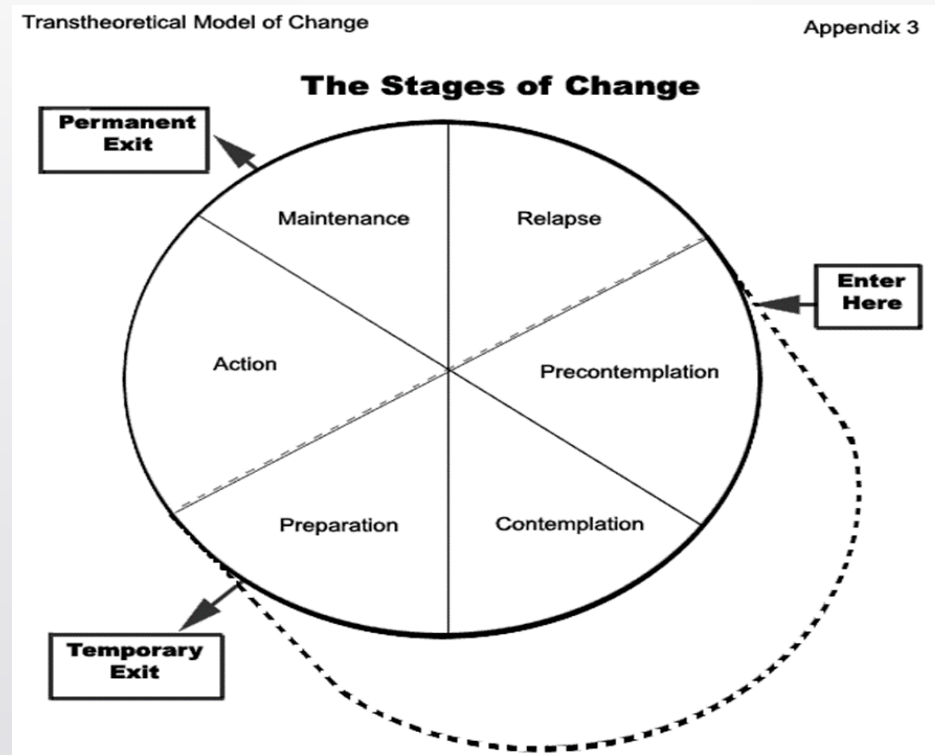 Transtheoretical Model of Change
Appendix 3
The Stages of Change
Permanent
Exit
Maintenance
Relapse
Enter
Here
Action
Precontemplation
Preparation
Contemplation
Temporary
Exit